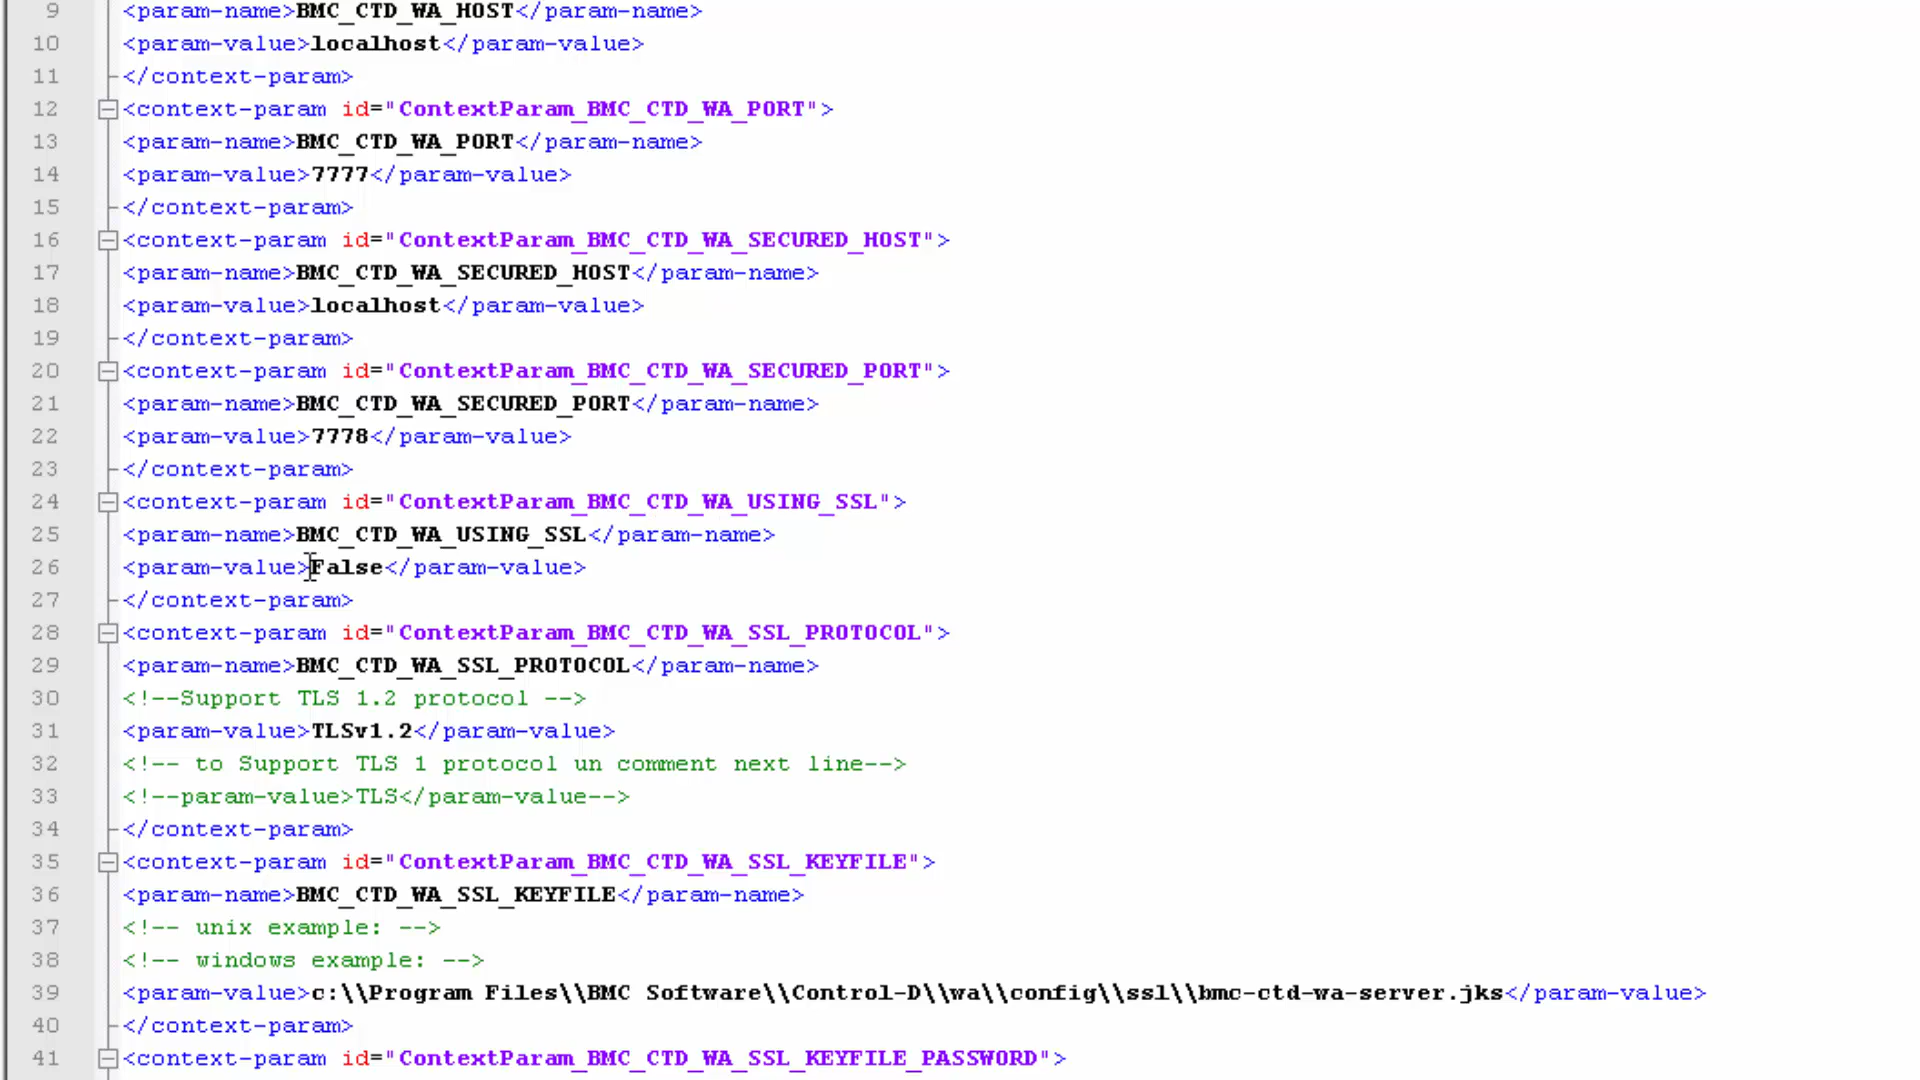 9 <param-name>BMC_CTD_WA_HOST</param-name>
10 <param-value>localhost</param-value>
11 </context-param>
12 <context-param id="ContextParam_BMC_CTD_WA_PORT">
13 <param-name>BMC_CTD_WA_PORT</param-name>
14 <param-value>7777</param-value>
15 </context-param>
16 <context-param id="ContextParam_BMC_CTD_WA_SECURED_HOST">
17 <param-name>BMC_CTD_WA_SECURED_HOST</param-name>
18 <param-value>localhost</param-value>
19 </context-param>
20 <context-param id="ContextParam_BMC_CTD_WA_SECURED_PORT">
21 <param-name>BMC_CTD_WA_SECURED_PORT</param-name>
22 <param-value>7778</param-value>
23 </context-param>
24 <context-param id="ContextParam_BMC_CTD_WA_USING_SSL">
25 <param-name>BMC_CTD_WA_USING_SSL</param-name>
26 <param-value>False</param-value>
27 </context-param>
28 <context-param id="ContextParam_BMC_CTD_WA_SSL_PROTOCOL">
29 <param-name>BMC_CTD_WA_SSL_PROTOCOL</param-name>
30 <!--Support TLS 1.2 protocol -->
31 <param-value>TLSv1.2</param-value>
32 <!-- to Support TLS 1 protocol un comment next line-->
33 <!--param-value>TLS</param-value-->
34 </context-param>
35 <context-param id="ContextParam_BMC_CTD_WA_SSL_KEYFILE">
36 <param-name>BMC_CTD_WA_SSL_KEYFILE</param-name>
37 <!-- unix example: -->
38 <!-- windows example: -->
39 <param-value>c:\\Program Files\\BMC Software\\Control-D\\wa\\config\\ssl\\bmc-ctd-wa-server.jks</param-value>
40 </context-param>
41 <context-param id="ContextParam_BMC_CTD_WA_SSL_KEYFILE_PASSWORD">